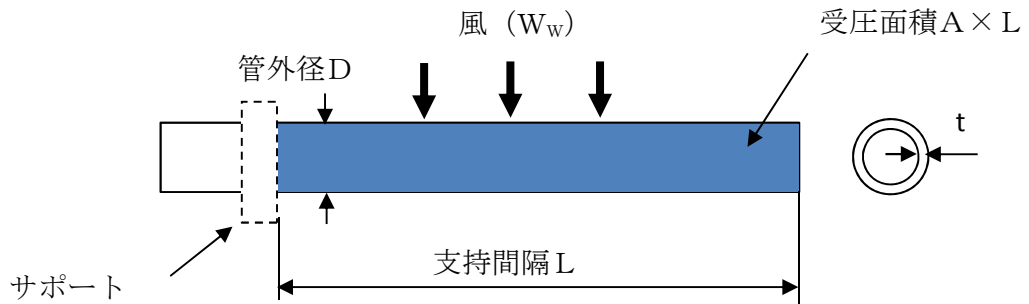 風（W_W）
受圧面積A×L
管外径D
t
支持間隔L
サポート